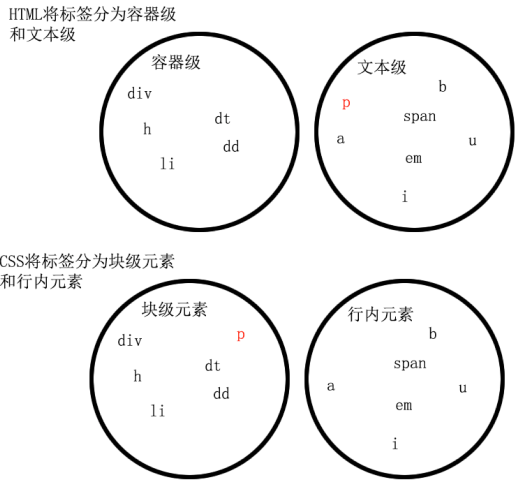 HTML将标签分为容器级
和文本级
容器级
div
h
dt
dd
li
文本级
b
p
span
a
u
em
i
CSS将标签分为块级元素
和行内元素
块级元素
div
p
h
dt
dd
li
行内元素
b
span
a
u
em
i